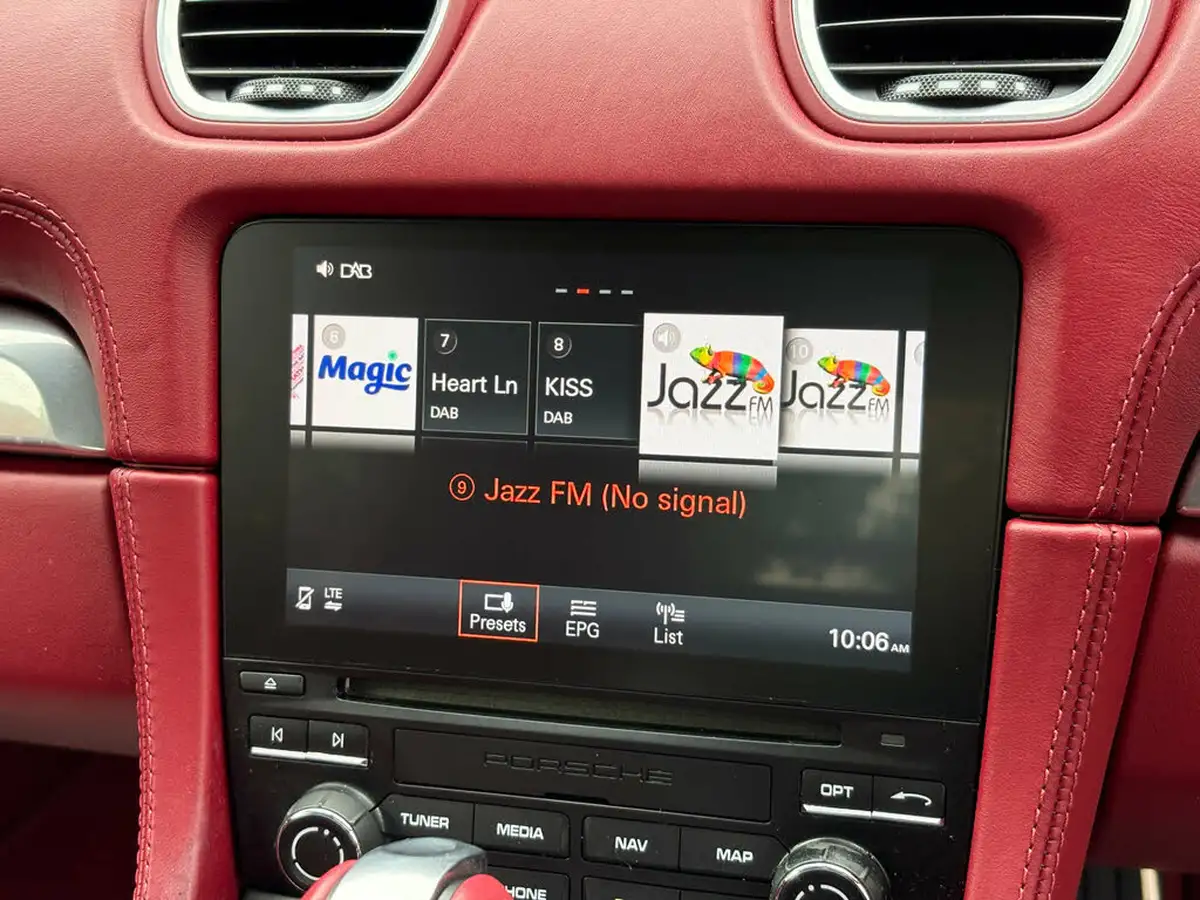 DAB
6
Magic
7
Heart Ln
DAB
8
KISS
DAB
Jazz FM
10
Jazz FM
9 Jazz FM (No signal)
LTE
Presets
EPG
List
10:06 AM
PORSCHE
OPT
TUNER
MEDIA
NAV
MAP
PHONE